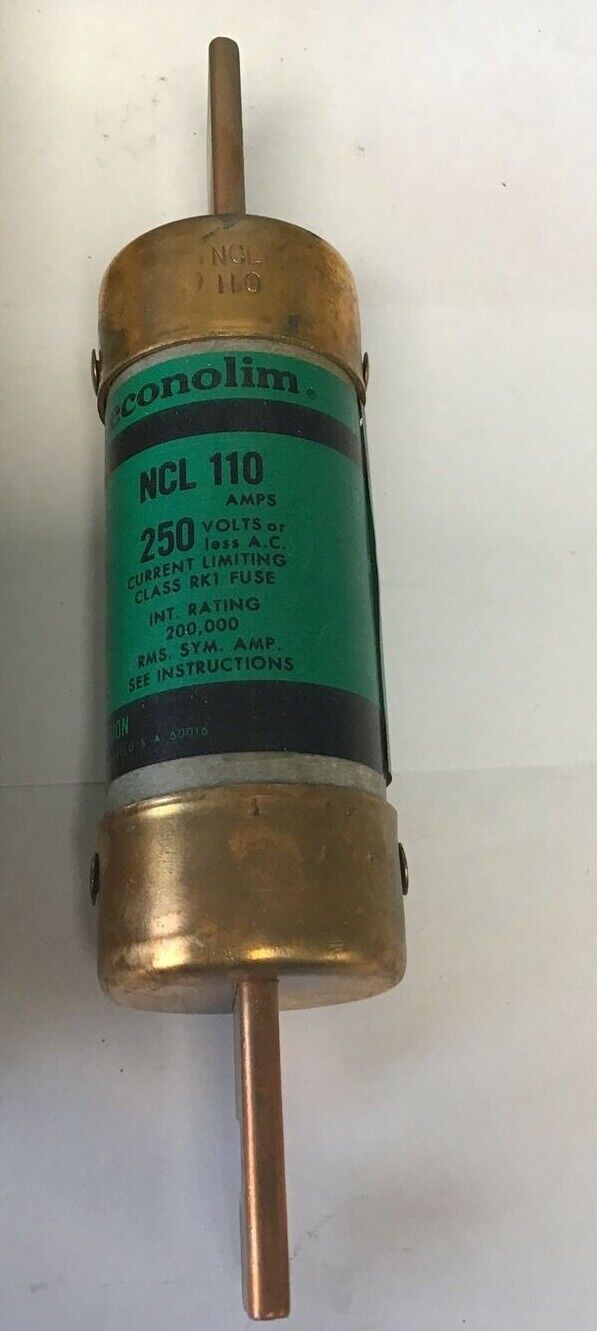 NCL
110
econolim®
NCL 110
AMPS
250 VOLTS or
less A.C.
CURRENT LIMITING
CLASS RK1 FUSE
INT. RATING
200,000
RMS. SYM. AMP.
SEE INSTRUCTIONS
U.S.A. 60016